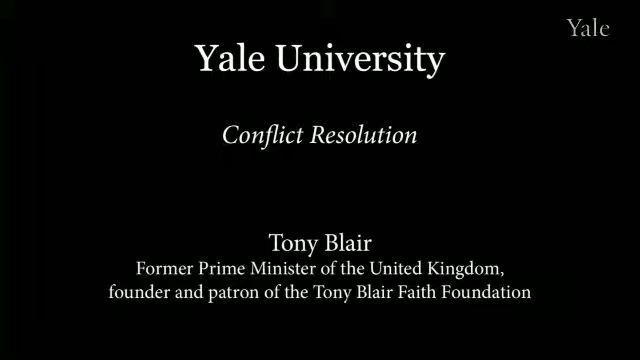 Yale
Yale University
Conflict Resolution
Tony Blair
Former Prime Minister of the United Kingdom,
founder and patron of the Tony Blair Faith Foundation